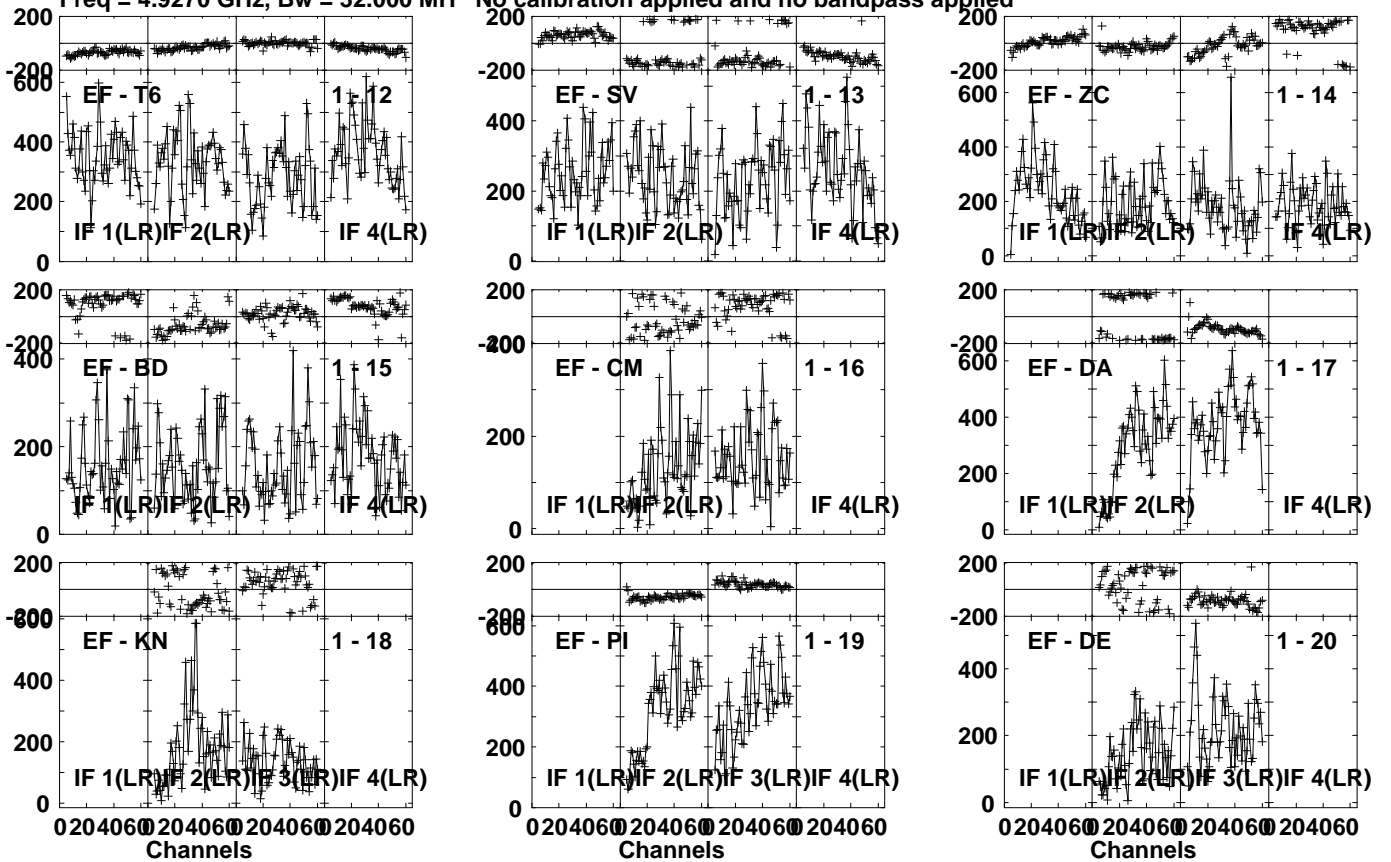 Freq = 4.9270 GHz, Bw = 32.000 MH No calibration applied and no bandpass applied
200
-200
EF - T6 1 - 12
600
400
200
0
IF 1(LR) IF 2(LR) IF 4(LR)
200
-200
EF - SV 1 - 13
400
200
0
IF 1(LR) IF 2(LR) IF 4(LR)
200
-200
EF - ZC 1 - 14
600
400
200
0
IF 1(LR) IF 2(LR) IF 4(LR)
200
-200
EF - BD 1 - 15
400
200
0
IF 1(LR) IF 2(LR) IF 4(LR)
200
-200
EF - CM 1 - 16
400
200
0
IF 1(LR) IF 2(LR) IF 4(LR)
200
-200
EF - DA 1 - 17
600
400
200
0
IF 1(LR) IF 2(LR) IF 4(LR)
200
-200
EF - KN 1 - 18
600
400
200
0
IF 1(LR) IF 2(LR) IF 3(LR) IF 4(LR)
0 20 40 60 0 20 40 60 0 20 40 60 0 20 40 60
Channels
200
-200
EF - PI 1 - 19
600
400
200
0
IF 1(LR) IF 2(LR) IF 3(LR) IF 4(LR)
0 20 40 60 0 20 40 60 0 20 40 60 0 20 40 60
Channels
200
-200
EF - DE 1 - 20
400
200
0
IF 1(LR) IF 2(LR) IF 3(LR) IF 4(LR)
0 20 40 60 0 20 40 60 0 20 40 60 0 20 40 60
Channels